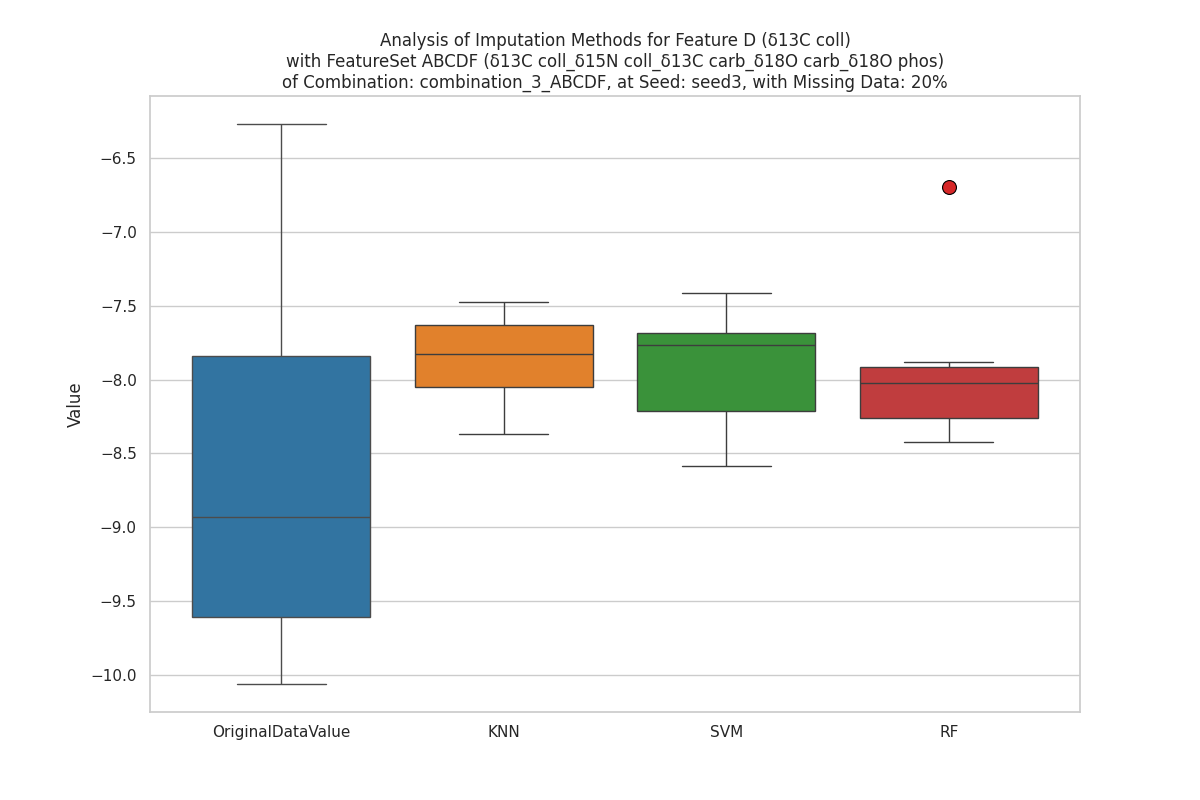 Analysis of Imputation Methods for Feature D (δ13C coll)
with FeatureSet ABCDF (δ13C coll_δ15N coll_δ13C carb_δ18O carb_δ18O phos)
of Combination: combination_3_ABCDF, at Seed: seed3, with Missing Data: 20%
Value
−6.5
−7.0
−7.5
−8.0
−8.5
−9.0
−9.5
−10.0
OriginalDataValue
KNN
SVM
RF